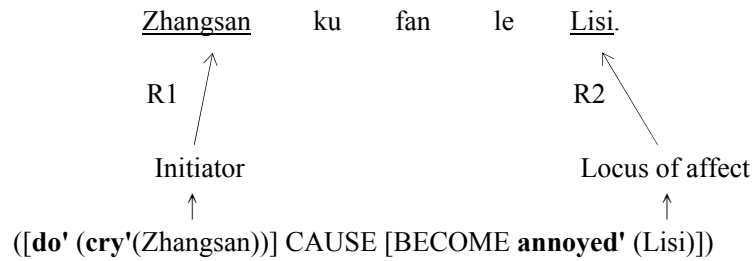 Zhangsan ku fan le Lisi.
R1 R2
Initiator Locus of affect
([do' (cry'(Zhangsan))] CAUSE [BECOME annoyed' (Lisi)])